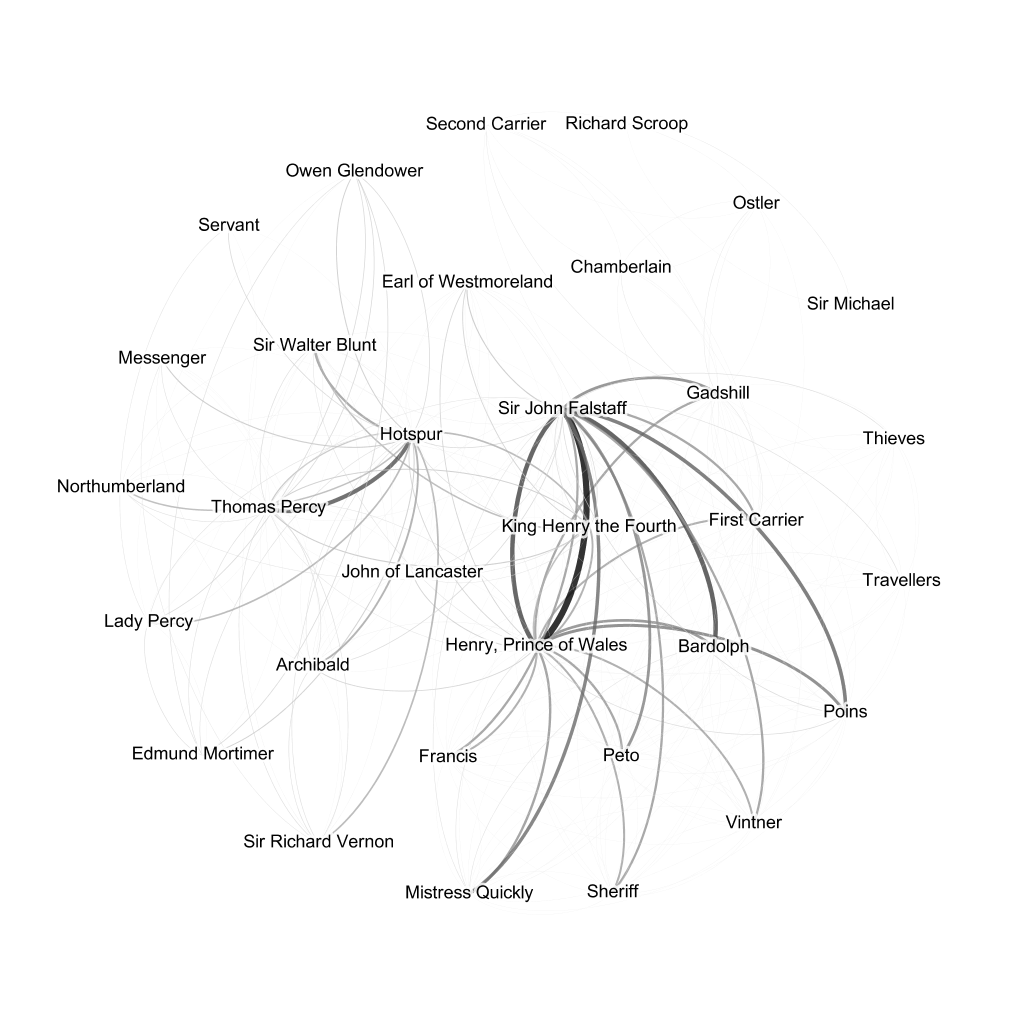 Second Carrier
Richard Scroop
Owen Glendower
Ostler
Servant
Chamberlain
Earl of Westmoreland
Sir Michael
Sir Walter Blunt
Messenger
Gadshill
Sir John Falstaff
Hotspur
Thieves
Northumberland
Thomas Percy
First Carrier
King Henry the Fourth
John of Lancaster
Travellers
Lady Percy
Henry, Prince of Wales
Bardolph
Archibald
Poins
Edmund Mortimer
Francis
Peto
Vintner
Sir Richard Vernon
Mistress Quickly
Sheriff